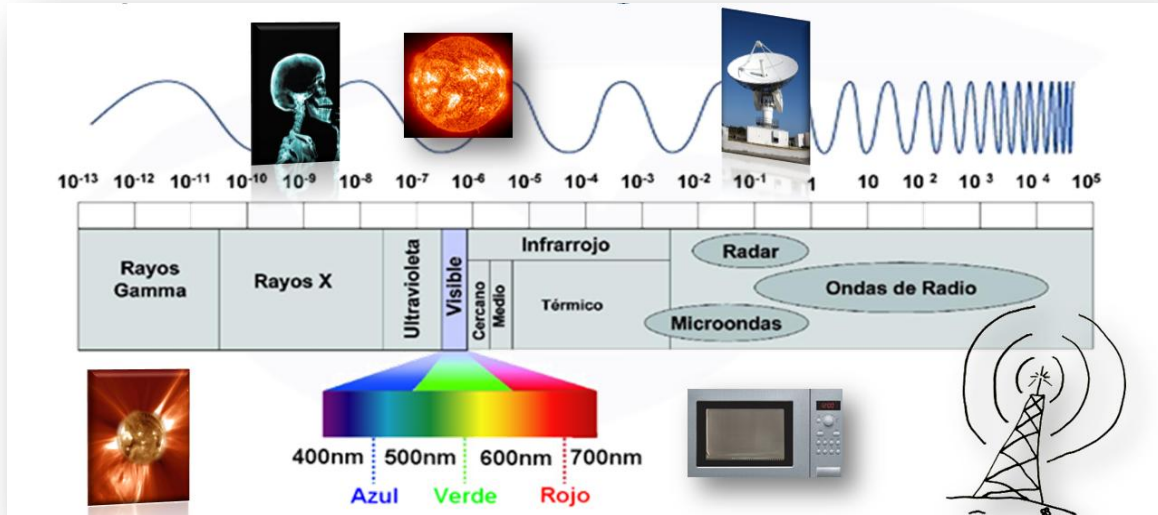 10-13 10-12 10-11 10-10 10-9 10-8 10-7 10-6 10-5 10-4 10-3 10-2 10-1 1 10 10 2 10 3 10 4 10 5
Rayos
Gamma
Rayos X
Ultravioleta
Visible
Infrarrojo
Cercano
Medio
Térmico
Radar
Ondas de Radio
Microondas
400nm 500nm 600nm 700nm
Azul Verde Rojo